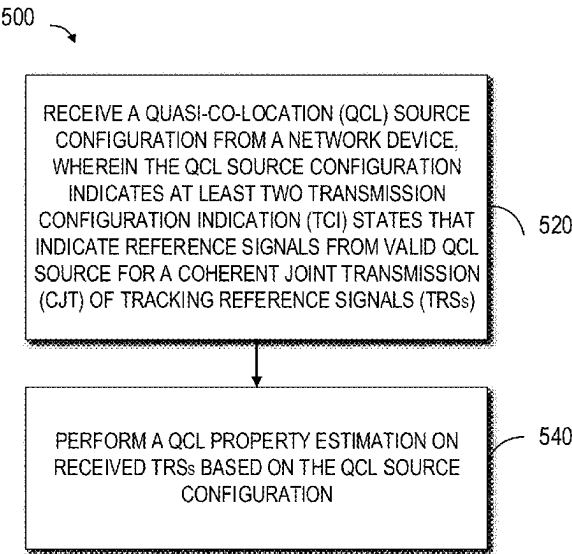 500
RECEIVE A QUASI-CO-LOCATION (QCL) SOURCE
CONFIGURATION FROM A NETWORK DEVICE,
WHEREIN THE QCL SOURCE CONFIGURATION
INDICATES AT LEAST TWO TRANSMISSION
CONFIGURATION INDICATION (TCI) STATES THAT
INDICATE REFERENCE SIGNALS FROM VALID QCL
SOURCE FOR A COHERENT JOINT TRANSMISSION
(CJT) OF TRACKING REFERENCE SIGNALS (TRSs)
520
PERFORM A QCL PROPERTY ESTIMATION ON
RECEIVED TRSs BASED ON THE QCL SOURCE
CONFIGURATION
540